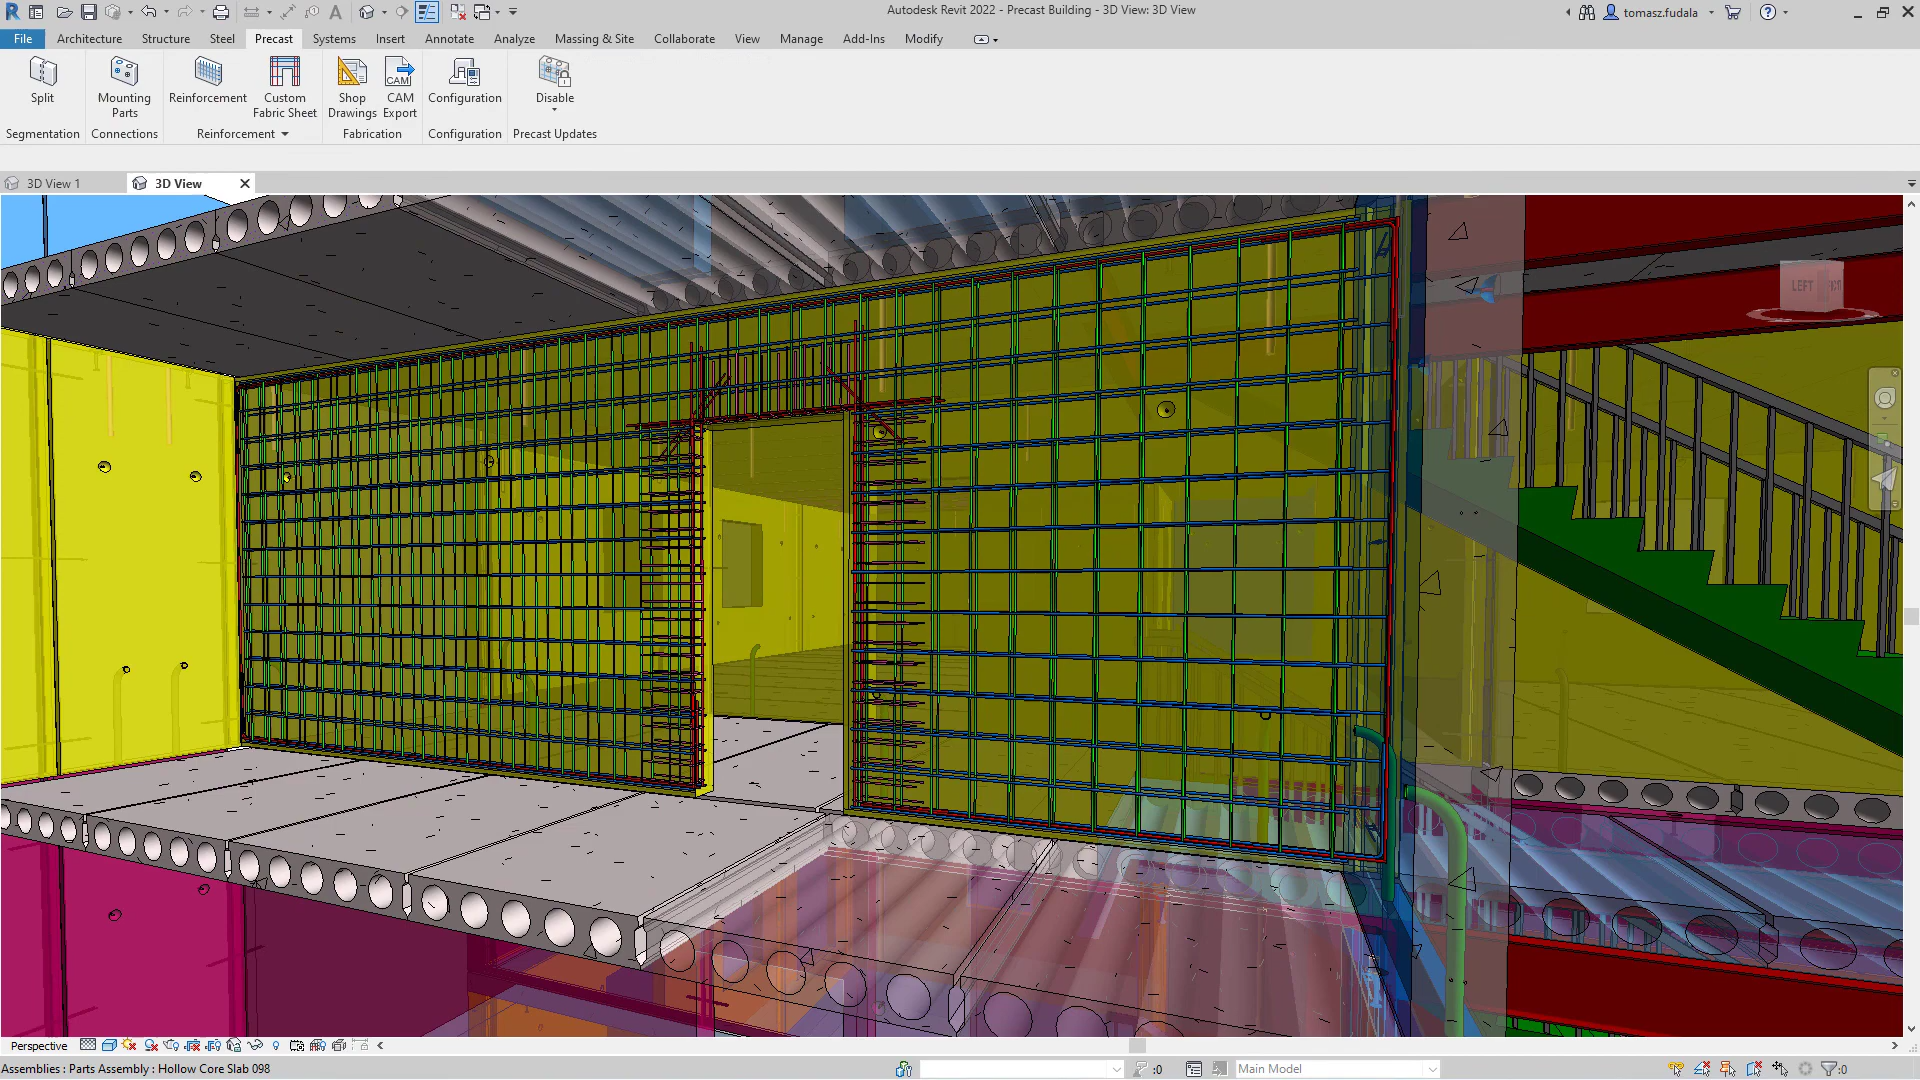 Autodesk Revit 2022 - Precast Building - 3D View: 3D View
tomasz.fudala
File Architecture Structure Steel Precast Systems Insert Annotate Analyze Massing & Site Collaborate View Manage Add-Ins Modify
Split
Mounting Parts
Reinforcement
Custom Fabric Sheet
Shop Drawings
CAM
CAM Export
Configuration
Disable
Segmentation Connections Reinforcement Fabrication Configuration Precast Updates
3D View 1
3D View
LEFT
Perspective
Assemblies : Parts Assembly : Hollow Core Slab 098
:0
Main Model
:0